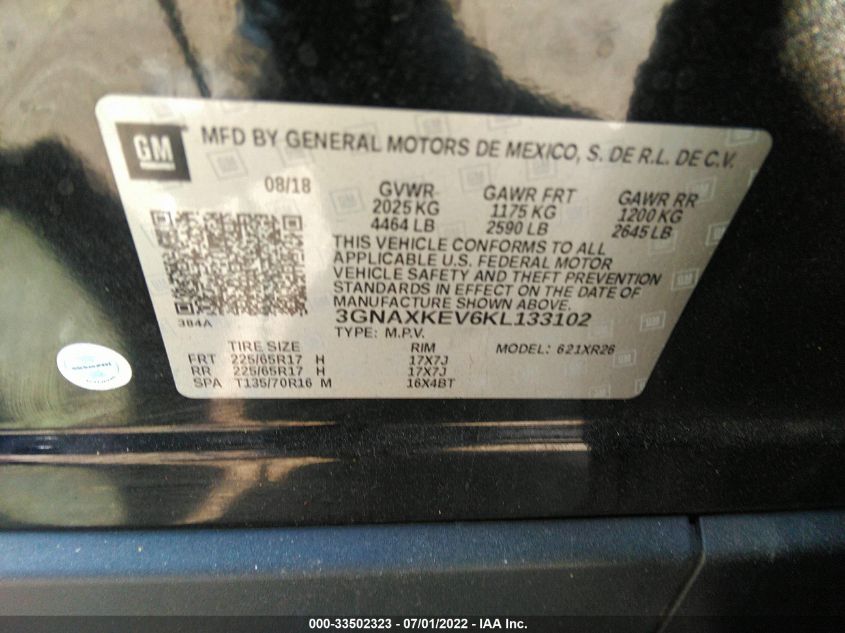 GM
MFD BY GENERAL MOTORS DE MEXICO, S. DE R.L. DE C.V.
08/18 GVWR GAWR FRT GAWR RR
2025 KG 1175 KG 1200 KG
4464 LB 2590 LB 2645 LB
THIS VEHICLE CONFORMS TO ALL
APPLICABLE U.S. FEDERAL MOTOR
VEHICLE SAFETY AND THEFT PREVENTION
STANDARDS IN EFFECT ON THE DATE OF
MANUFACTURE SHOWN ABOVE.
384A 3GNAXKEV6KL133102
TYPE: M.P.V.
TIRE SIZE RIM MODEL: 621XR26
FRT 225/65R17 H 17X7J
RR 225/65R17 H 17X7J
SPA T135/70R16 M 16X4BT
000-33502323 / 07/01/2022 / IAA Inc.